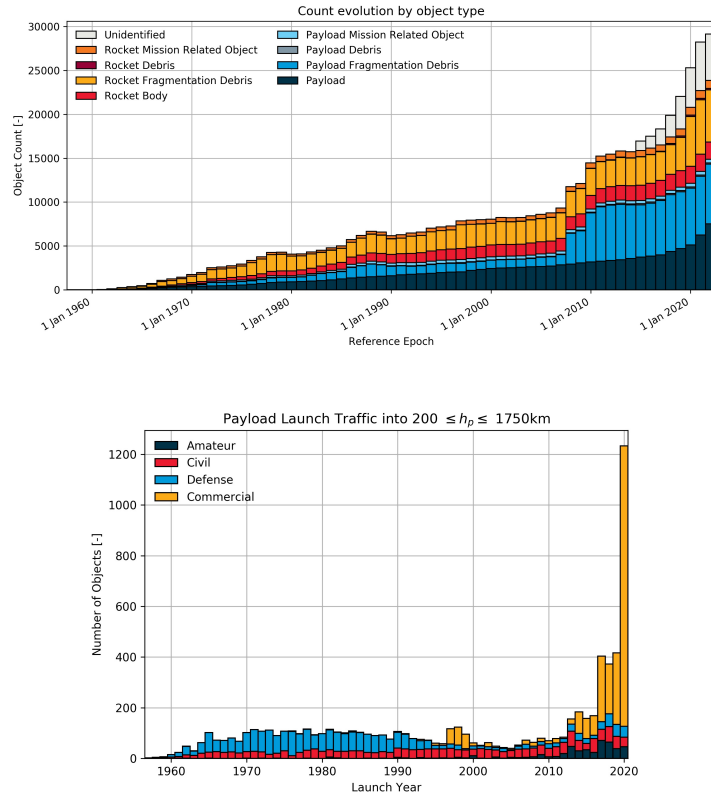 Count evolution by object type
30000
25000
20000
15000
10000
5000
0
Object Count [-]
Unidentified
Rocket Mission Related Object
Rocket Debris
Rocket Fragmentation Debris
Rocket Body
Payload Mission Related Object
Payload Debris
Payload Fragmentation Debris
Payload
1 Jan 1960
1 Jan 1970
1 Jan 1980
1 Jan 1990
1 Jan 2000
1 Jan 2010
1 Jan 2020
Reference Epoch
Payload Launch Traffic into 200 ≤ hₚ ≤ 1750km
1200
1000
800
600
400
200
0
Number of Objects [-]
Amateur
Civil
Defense
Commercial
1960
1970
1980
1990
2000
2010
2020
Launch Year